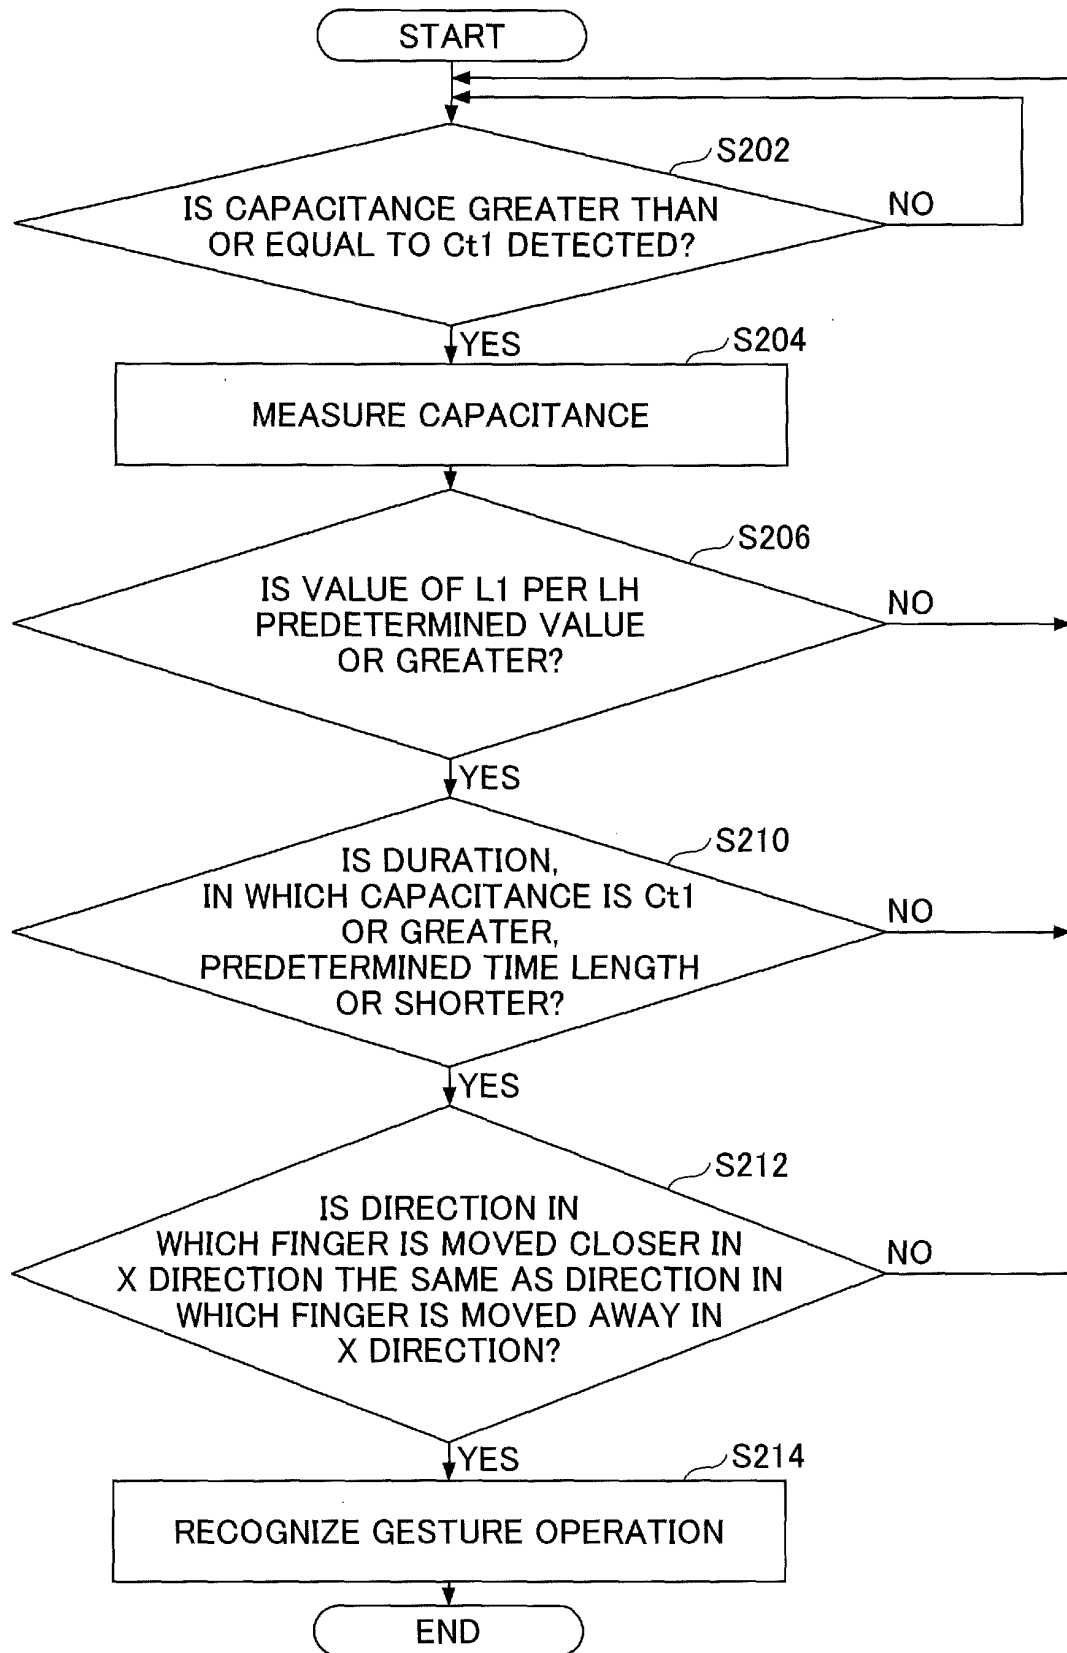 START
S202
IS CAPACITANCE GREATER THAN
OR EQUAL TO Ct1 DETECTED?
NO
YES
S204
MEASURE CAPACITANCE
S206
IS VALUE OF L1 PER LH
PREDETERMINED VALUE
OR GREATER?
NO
YES
S210
IS DURATION,
IN WHICH CAPACITANCE IS Ct1
OR GREATER,
PREDETERMINED TIME LENGTH
OR SHORTER?
NO
YES
S212
IS DIRECTION IN
WHICH FINGER IS MOVED CLOSER IN
X DIRECTION THE SAME AS DIRECTION IN
WHICH FINGER IS MOVED AWAY IN
X DIRECTION?
NO
YES
S214
RECOGNIZE GESTURE OPERATION
END